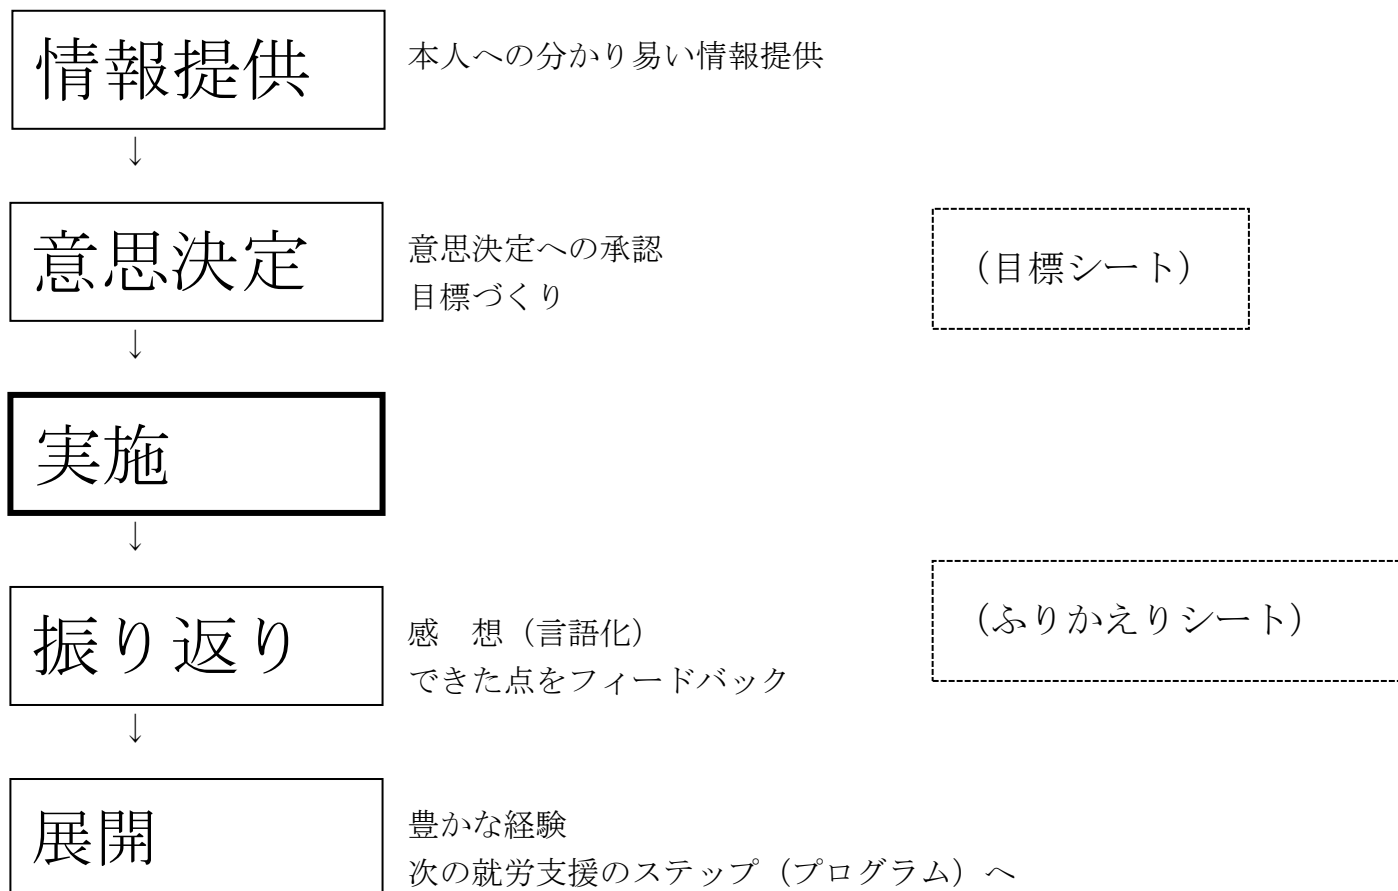 情報提供
本人への分かり易い情報提供
↓
意思決定
意思決定への承認
目標づくり
（目標シート）
↓
実施
↓
振り返り
感　想（言語化）
できた点をフィードバック
（ふりかえりシート）
↓
展開
豊かな経験
次の就労支援のステップ（プログラム）へ